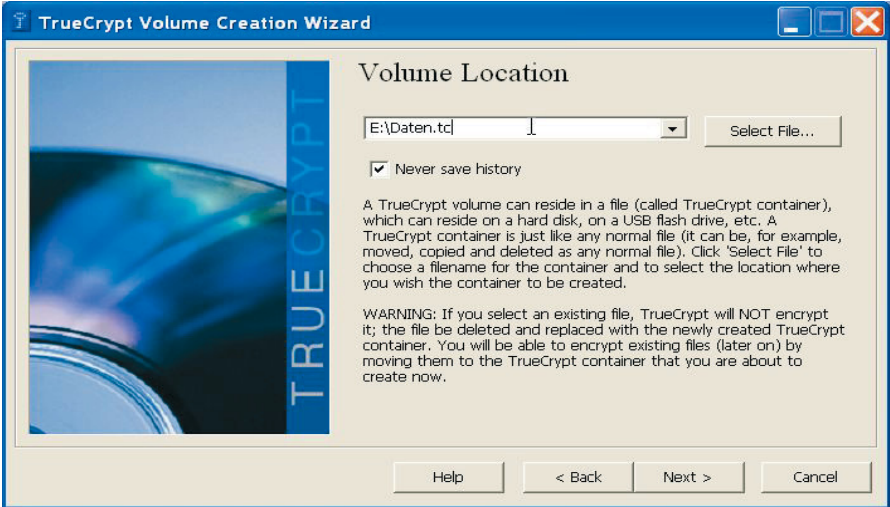 TrueCrypt Volume Creation Wizard
TRUECRYPT
Volume Location
E:\Daten.tc
Select File...
Never save history
A TrueCrypt volume can reside in a file (called TrueCrypt container),
which can reside on a hard disk, on a USB flash drive, etc. A
TrueCrypt container is just like any normal file (it can be, for example,
moved, copied and deleted as any normal file). Click 'Select File' to
choose a filename for the container and to select the location where
you wish the container to be created.
WARNING: If you select an existing file, TrueCrypt will NOT encrypt
it; the file be deleted and replaced with the newly created TrueCrypt
container. You will be able to encrypt existing files (later on) by
moving them to the TrueCrypt container that you are about to
create now.
Help
< Back
Next >
Cancel